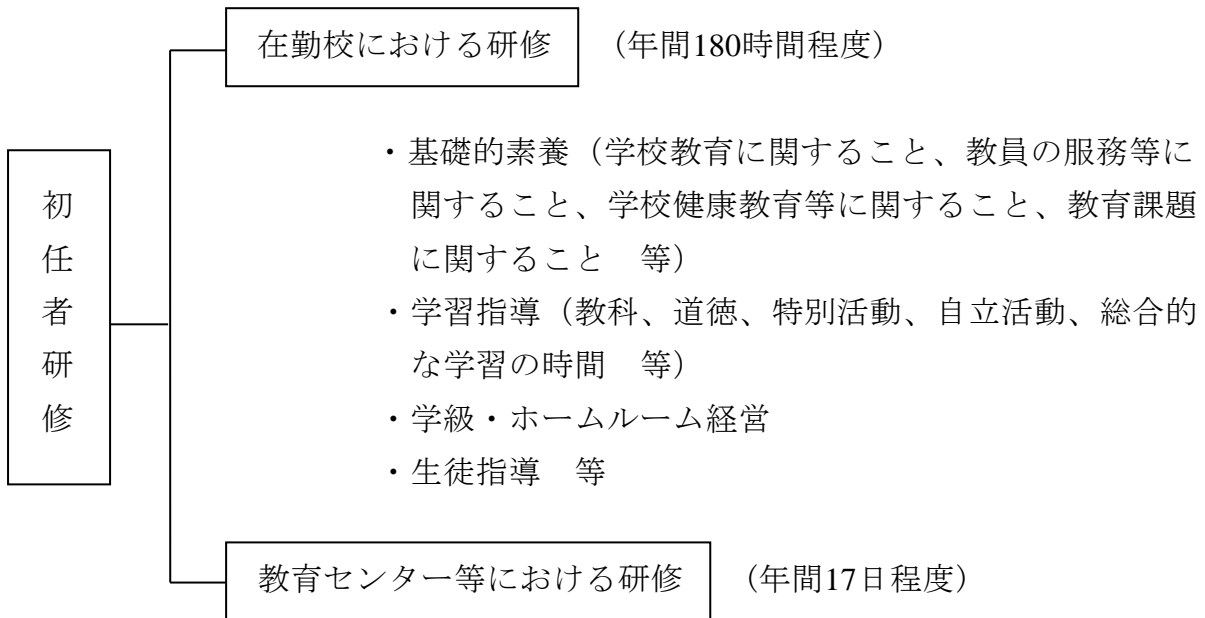 在勤校における研修 (年間180時間程度)
・基礎的素養(学校教育に関すること、教員の服務等に
関すること、学校健康教育等に関すること、教育課題
に関すること　等)
初任者研修
・学習指導(教科、道徳、特別活動、自立活動、総合的
な学習の時間　等)
・学級・ホームルーム経営
・生徒指導　等
教育センター等における研修 (年間17日程度)